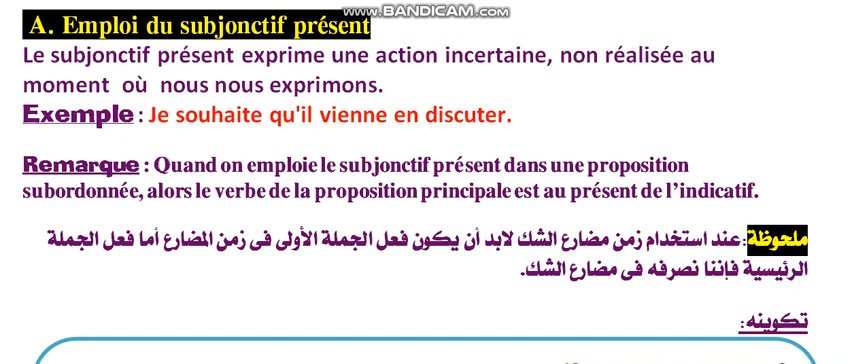 www.BANDICAM.com
A. Emploi du subjonctif présent
Le subjonctif présent exprime une action incertaine, non réalisée au
moment où nous nous exprimons.
Exemple : Je souhaite qu'il vienne en discuter.
Remarque : Quand on emploie le subjonctif présent dans une proposition
subordonnée, alors le verbe de la proposition principale est au présent de l'indicatif.
ملحوظة: عند استخدام زمن مضارع الشك لابد أن يكون فعل الجملة الأولى فى زمن المضارع أما فعل الجملة
الرئيسية فإننا نصرفه فى مضارع الشك.
تكوينه: